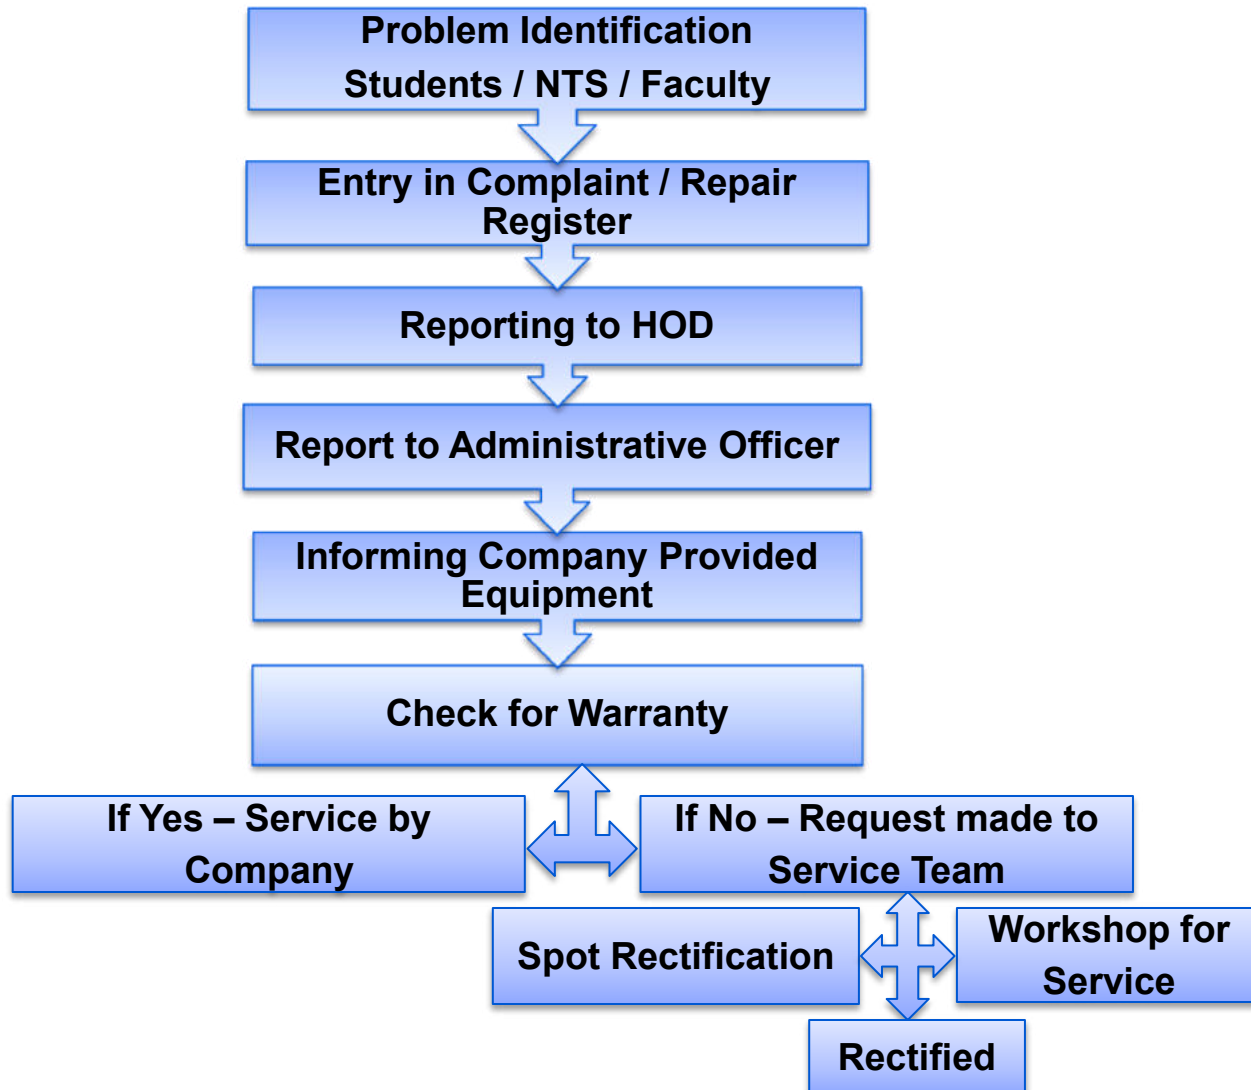 Problem Identification
Students / NTS / Faculty
Entry in Complaint / Repair
Register
Reporting to HOD
Report to Administrative Officer
Informing Company Provided
Equipment
Check for Warranty
If Yes – Service by
Company
If No – Request made to
Service Team
Spot Rectification
Workshop for
Service
Rectified